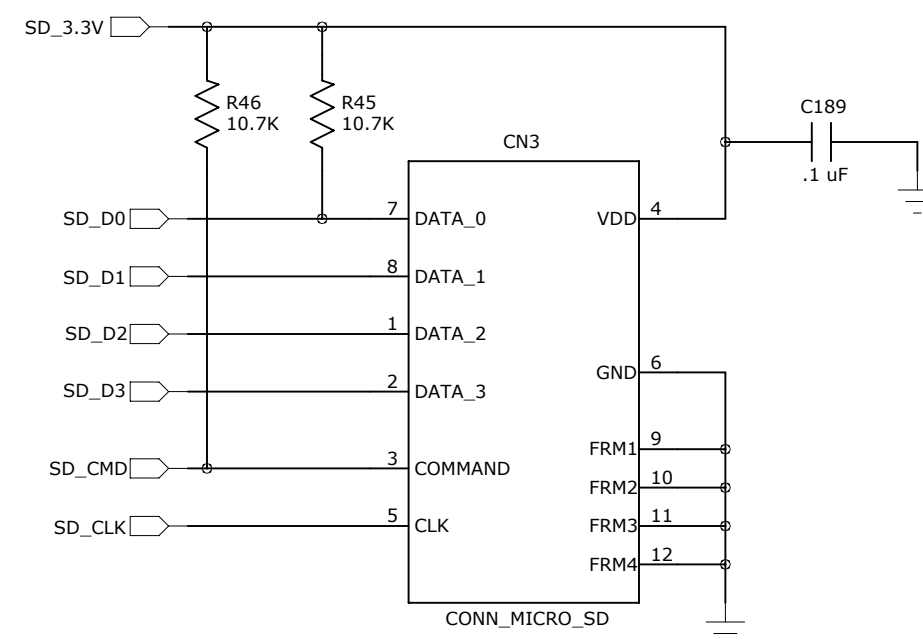 SD_3.3V
R46
10.7K
R45
10.7K
C189
.1 uF
CN3
SD_D0
7
DATA_0
VDD
4
SD_D1
8
DATA_1
SD_D2
1
DATA_2
GND
6
SD_D3
2
DATA_3
FRM1
9
SD_CMD
3
COMMAND
FRM2
10
SD_CLK
5
CLK
FRM3
11
FRM4
12
CONN_MICRO_SD